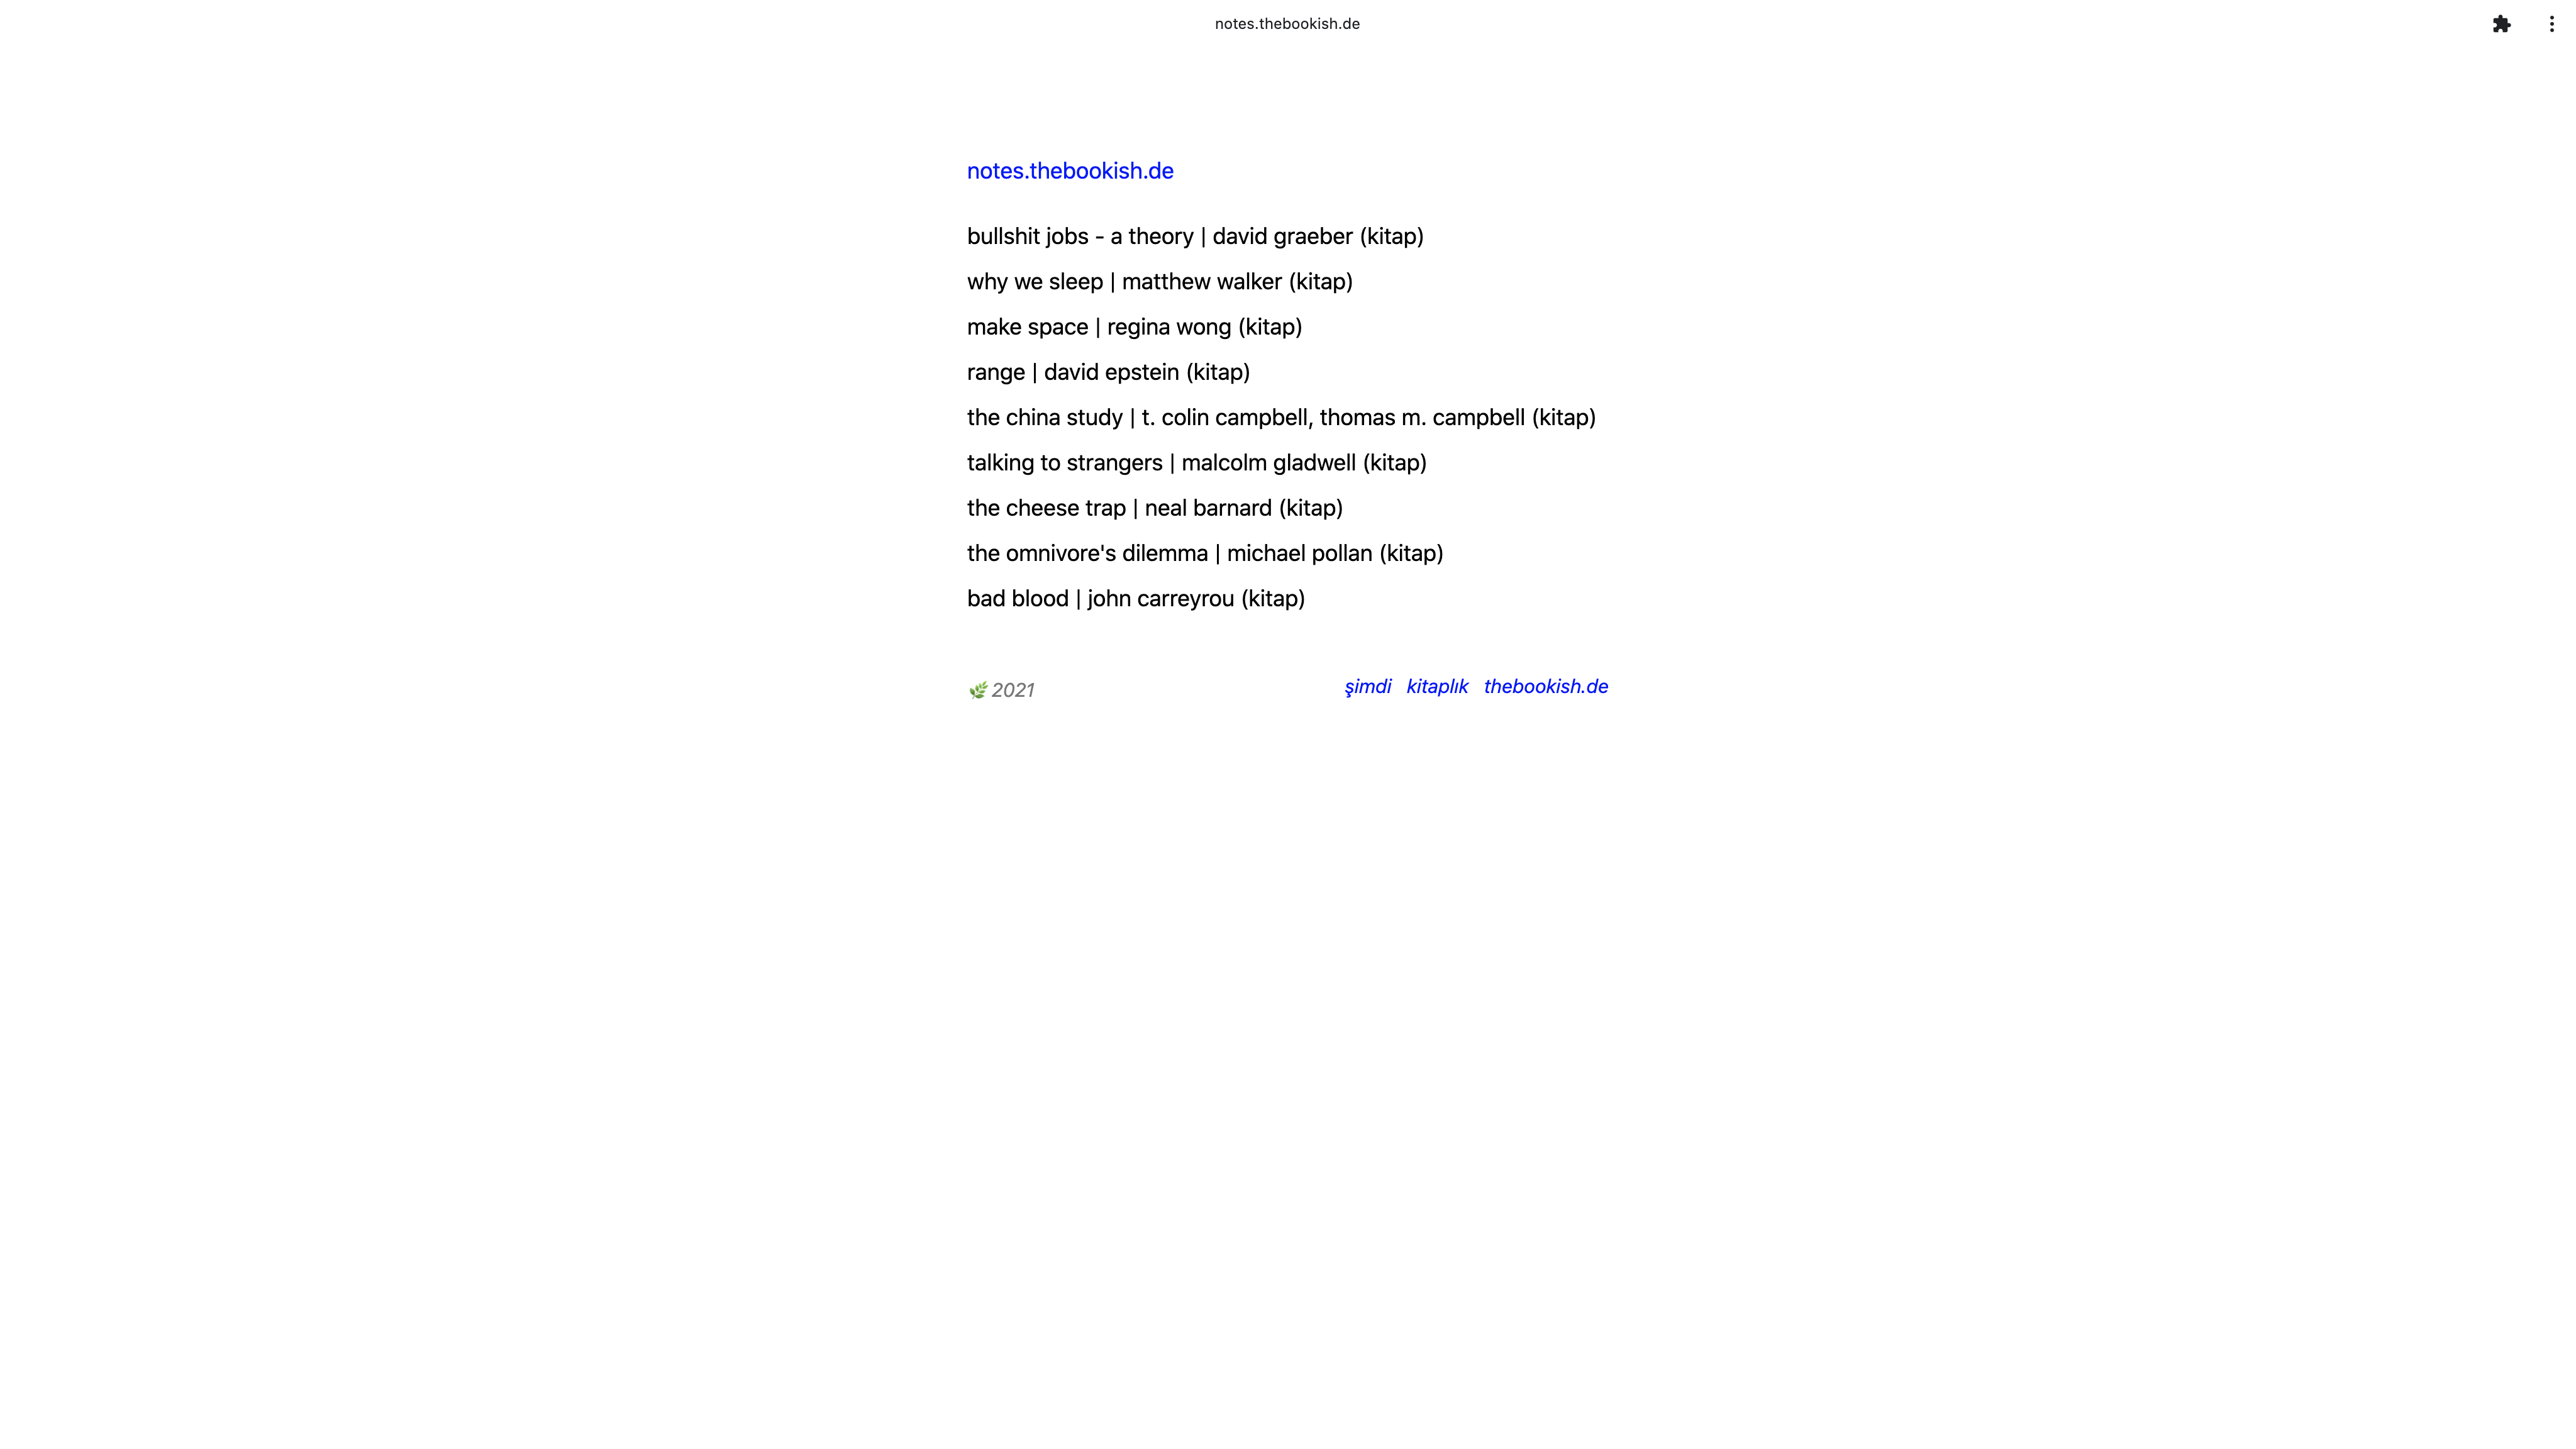 notes.thebookish.de
notes.thebookish.de
bullshit jobs - a theory | david graeber (kitap)
why we sleep | matthew walker (kitap)
make space | regina wong (kitap)
range | david epstein (kitap)
the china study | t. colin campbell, thomas m. campbell (kitap)
talking to strangers | malcolm gladwell (kitap)
the cheese trap | neal barnard (kitap)
the omnivore's dilemma | michael pollan (kitap)
bad blood | john carreyrou (kitap)
🌿 2021 şimdi kitaplık thebookish.de